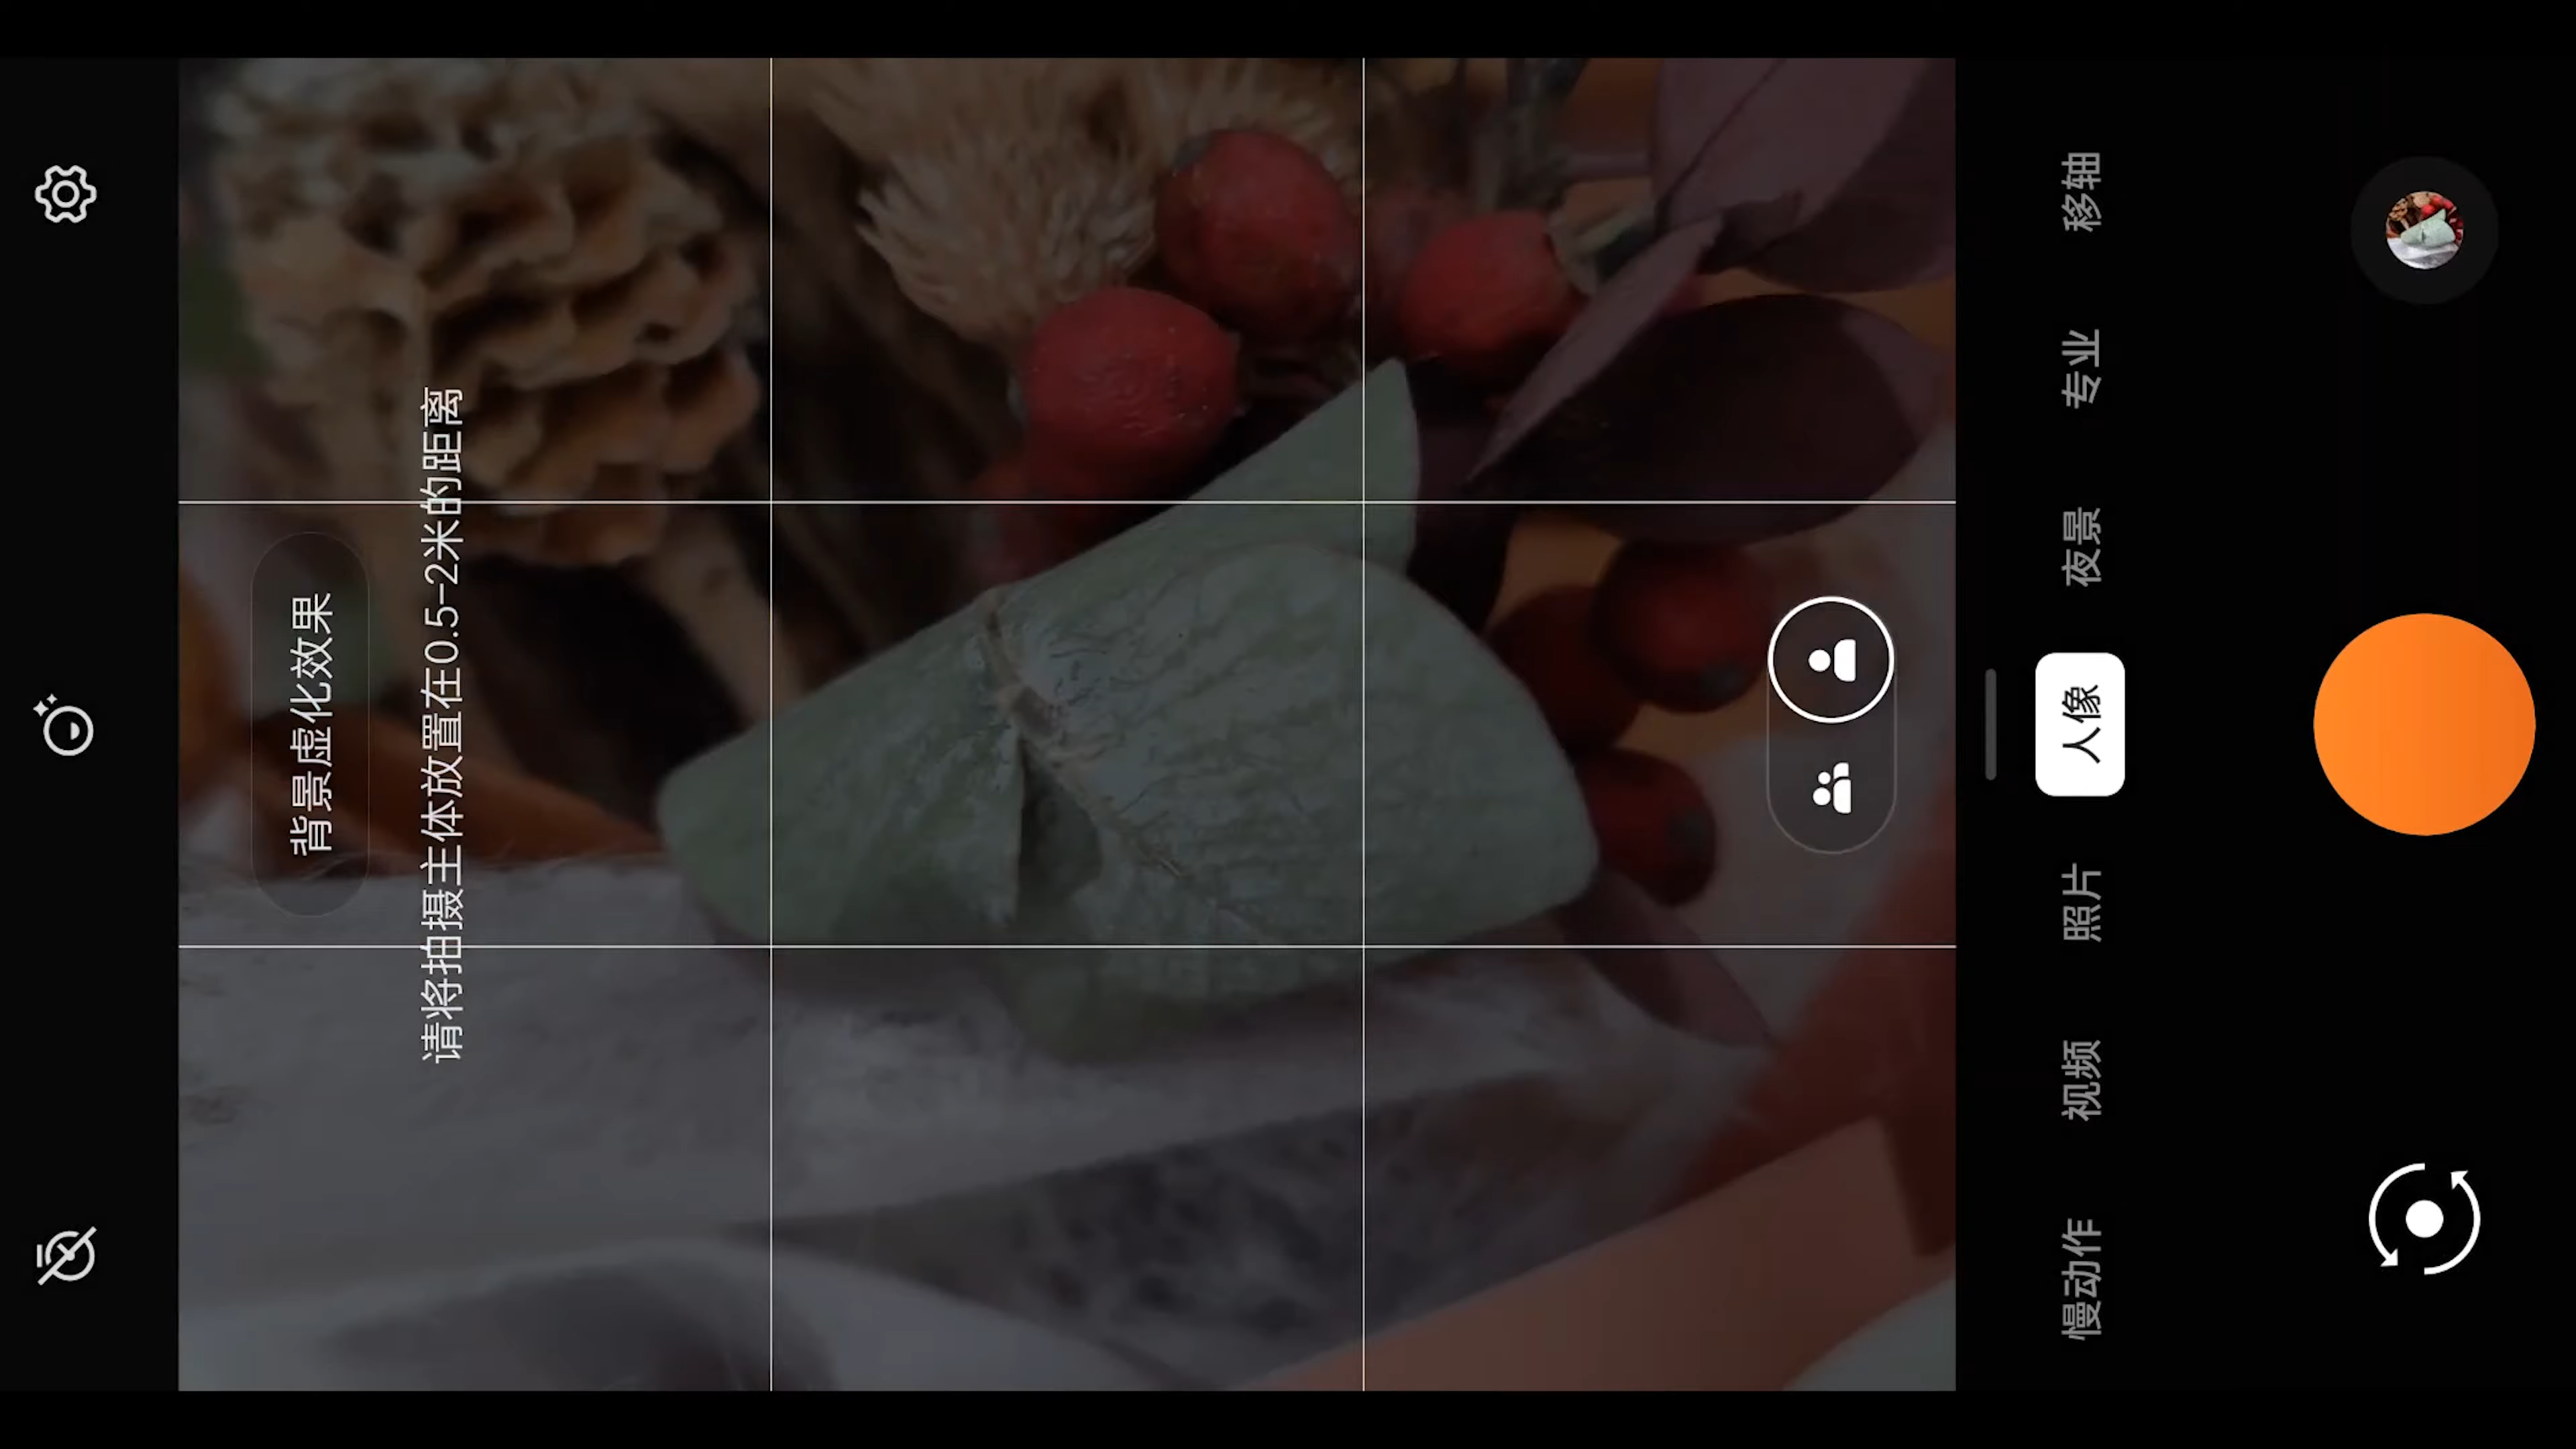 背景虚化效果
请将拍摄主体放置在0.5-2米的距离
慢动作
视频
照片
人像
夜景
专业
移轴